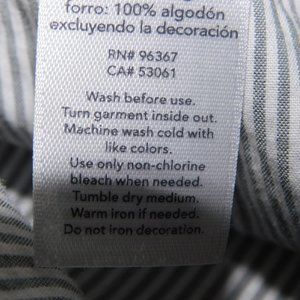 forro: 100% algodón
excluyendo la decoración
RN# 96367
CA# 53061
Wash before use.
Turn garment inside out.
Machine wash cold with
like colors.
Use only non-chlorine
bleach when needed.
Tumble dry medium.
Warm iron if needed.
Do not iron decoration.